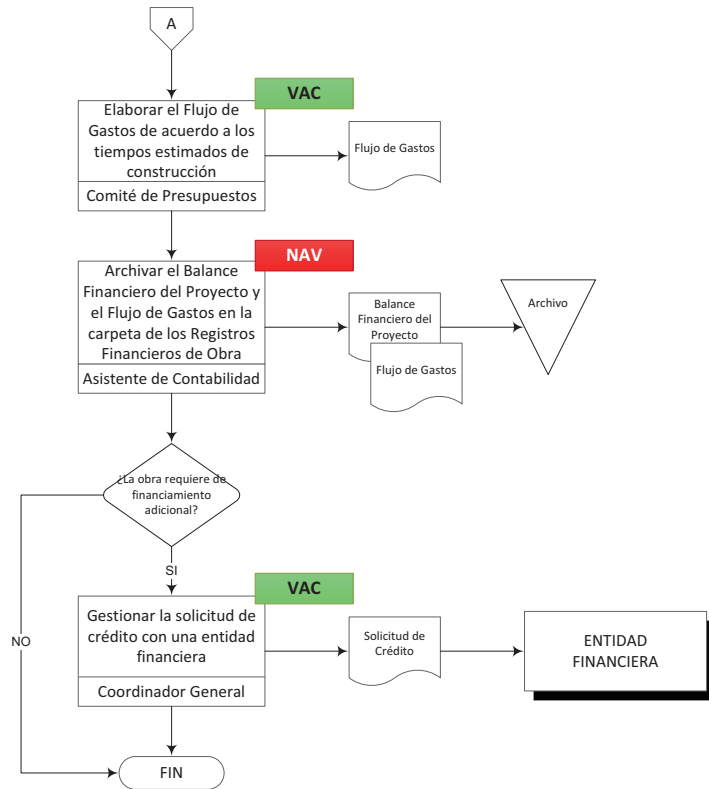 A
VAC
Elaborar el Flujo de
Gastos de acuerdo a los
tiempos estimados de
construcción
Comité de Presupuestos
Flujo de Gastos
NAV
Archivar el Balance
Financiero del Proyecto y
el Flujo de Gastos en la
carpeta de los Registros
Financieros de Obra
Asistente de Contabilidad
Balance
Financiero del
Proyecto
Flujo de Gastos
Archivo
¿La obra requiere de
financiamiento
adicional?
SI
NO
VAC
Gestionar la solicitud de
crédito con una entidad
financiera
Coordinador General
Solicitud de
Crédito
ENTIDAD
FINANCIERA
FIN